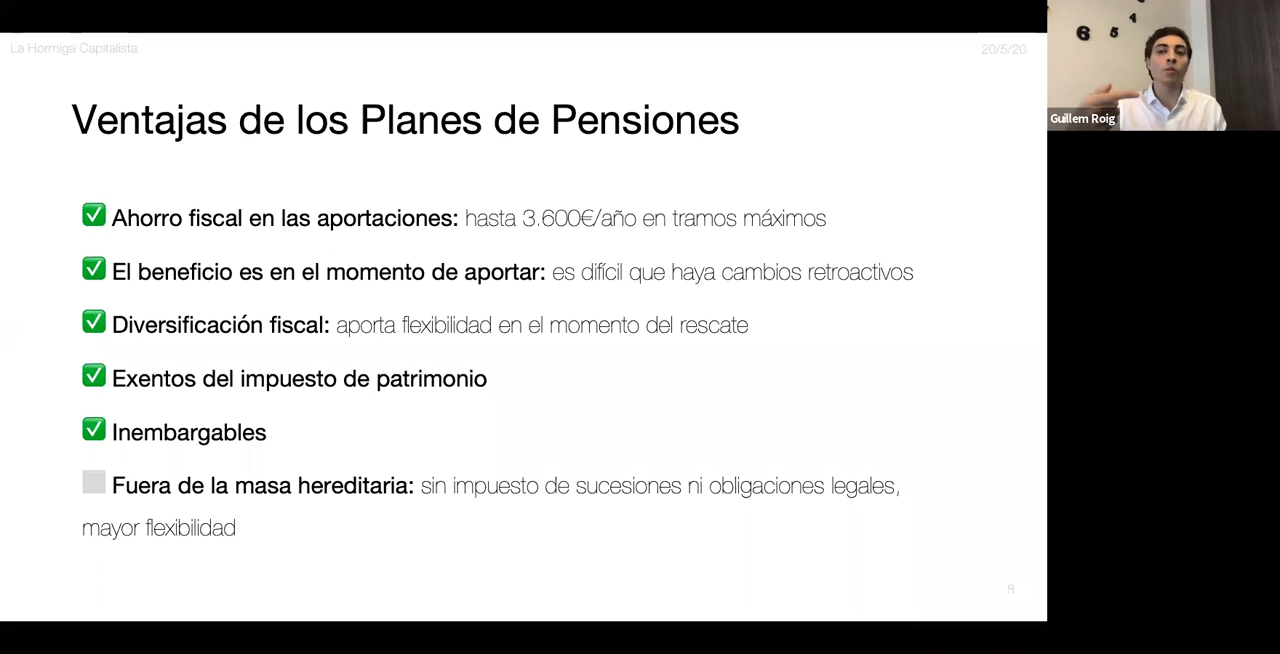 La Hormiga Capitalista
20/5/20
6 5 4
Guillem Roig
Ventajas de los Planes de Pensiones
✅ Ahorro fiscal en las aportaciones: hasta 3.600€/año en tramos máximos
✅ El beneficio es en el momento de aportar: es difícil que haya cambios retroactivos
✅ Diversificación fiscal: aporta flexibilidad en el momento del rescate
✅ Exentos del impuesto de patrimonio
✅ Inembargables
Fuera de la masa hereditaria: sin impuesto de sucesiones ni obligaciones legales,
mayor flexibilidad